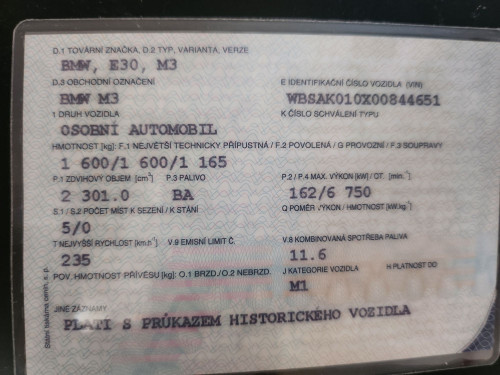 D.1 TOVÁRNÍ ZNAČKA, D.2 TYP, VARIANTA, VERZE
BMW, E30, M3
D.3 OBCHODNÍ OZNAČENÍ E IDENTIFIKAČNÍ ČÍSLO VOZIDLA (VIN)
BMW M3 WBSAK010X00844651
1 DRUH VOZIDLA K ČÍSLO SCHVÁLENÍ TYPU
OSOBNÍ AUTOMOBIL
HMOTNOST [kg]: F.1 NEJVĚTŠÍ TECHNICKY PŘÍPUSTNÁ / F.2 POVOLENÁ / G PROVOZNÍ / F.3 SOUPRAVY
1 600/1 600/1 165
P.1 ZDVIHOVÝ OBJEM [cm³] P.3 PALIVO P.2 / P.4 MAX. VÝKON [kW] / OT. [min⁻¹]
2 301.0 BA 162/6 750
S.1 / S.2 POČET MÍST K SEZENÍ / K STÁNÍ Q POMĚR VÝKON / HMOTNOST [kW.kg⁻¹]
5/0
T NEJVYŠŠÍ RYCHLOST [km.h⁻¹] V.9 EMISNÍ LIMIT Č. V.8 KOMBINOVANÁ SPOTŘEBA PALIVA
235 11.6
POV. HMOTNOST PŘÍVĚSU [kg]: O.1 BRZD./O.2 NEBRZD. J KATEGORIE VOZIDLA H PLATNOST DO
M1
JINÉ ZÁZNAMY
PLATÍ S PRŮKAZEM HISTORICKÉHO VOZIDLA
Státní tiskárna cenin, s. p.